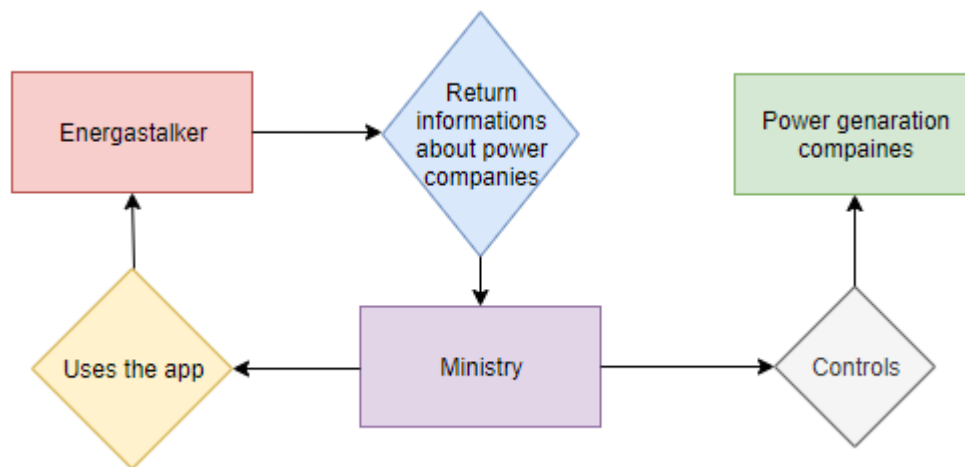 Energastalker
Return
informations
about power
companies
Power genaration
compaines
Uses the app
Ministry
Controls